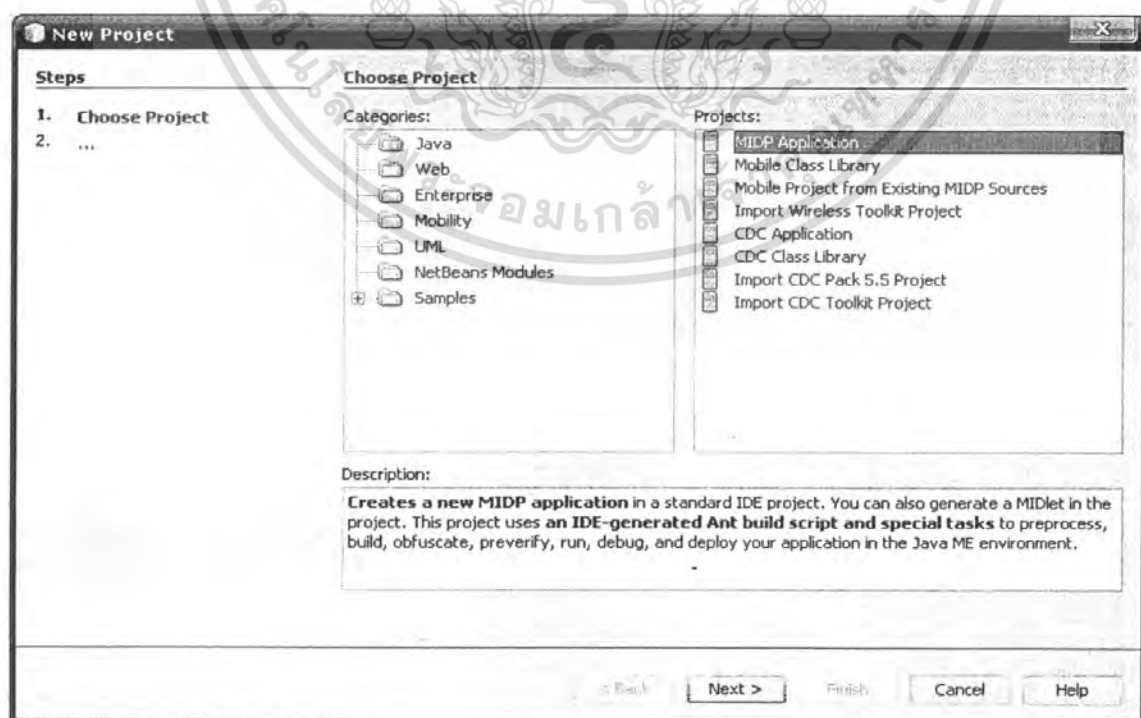 New Project
Steps
1. Choose Project
2. ...
Choose Project
Categories:
Java
Web
Enterprise
Mobility
UML
NetBeans Modules
Samples
Projects:
MIDP Application
Mobile Class Library
Mobile Project from Existing MIDP Sources
Import Wireless Toolkit Project
CDC Application
CDC Class Library
Import CDC Pack 5.5 Project
Import CDC Toolkit Project
Description:
Creates a new MIDP application in a standard IDE project. You can also generate a MIDlet in the
project. This project uses an IDE-generated Ant build script and special tasks to preprocess,
build, obfuscate, preverify, run, debug, and deploy your application in the Java ME environment.
< Back
Next >
Finish
Cancel
Help